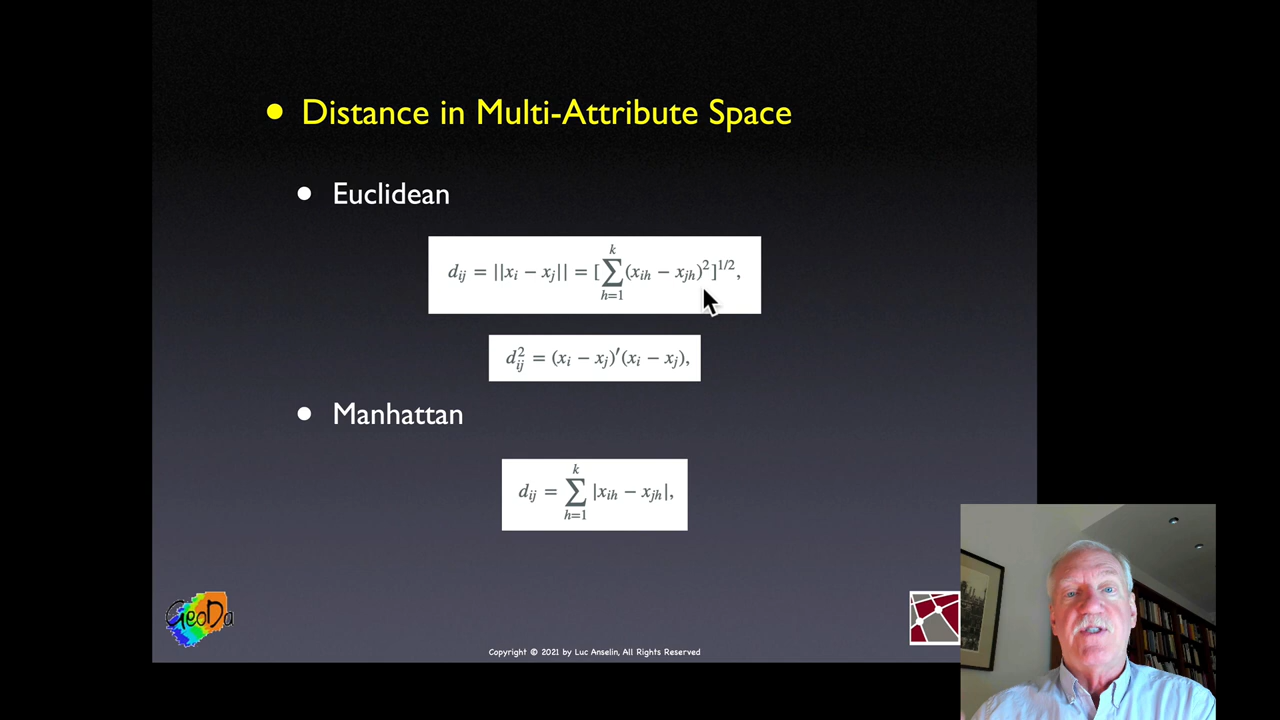 • Distance in Multi-Attribute Space
• Euclidean
d_ij = ||x_i − x_j|| = [∑_{h=1}^{k} (x_ih − x_jh)^2]^{1/2},
d_ij^2 = (x_i − x_j)′(x_i − x_j),
• Manhattan
d_ij = ∑_{h=1}^{k} |x_ih − x_jh|,
GeoDa
Copyright © 2021 by Luc Anselin, All Rights Reserved